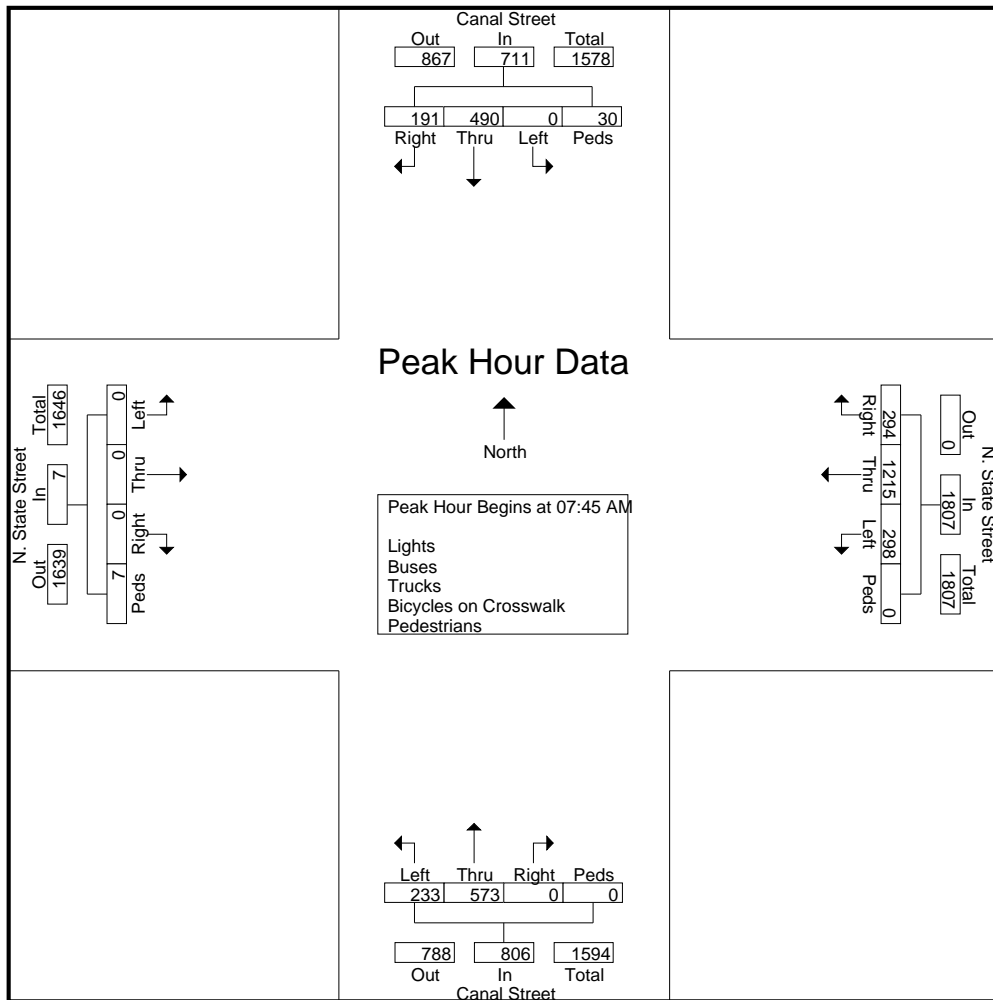 Canal Street
Out In Total
867 711 1578
191 490 0 30
Right Thru Left Peds
Peak Hour Data
North
N. State Street
Total In Out
1646 7 1639
0 0 0 7
Left Thru Right Peds
Peak Hour Begins at 07:45 AM
Lights
Buses
Trucks
Bicycles on Crosswalk
Pedestrians
Right Thru Left Peds
294 1215 298 0
Out In Total
0 1807 1807
N. State Street
Left Thru Right Peds
233 573 0 0
788 806 1594
Out In Total
Canal Street